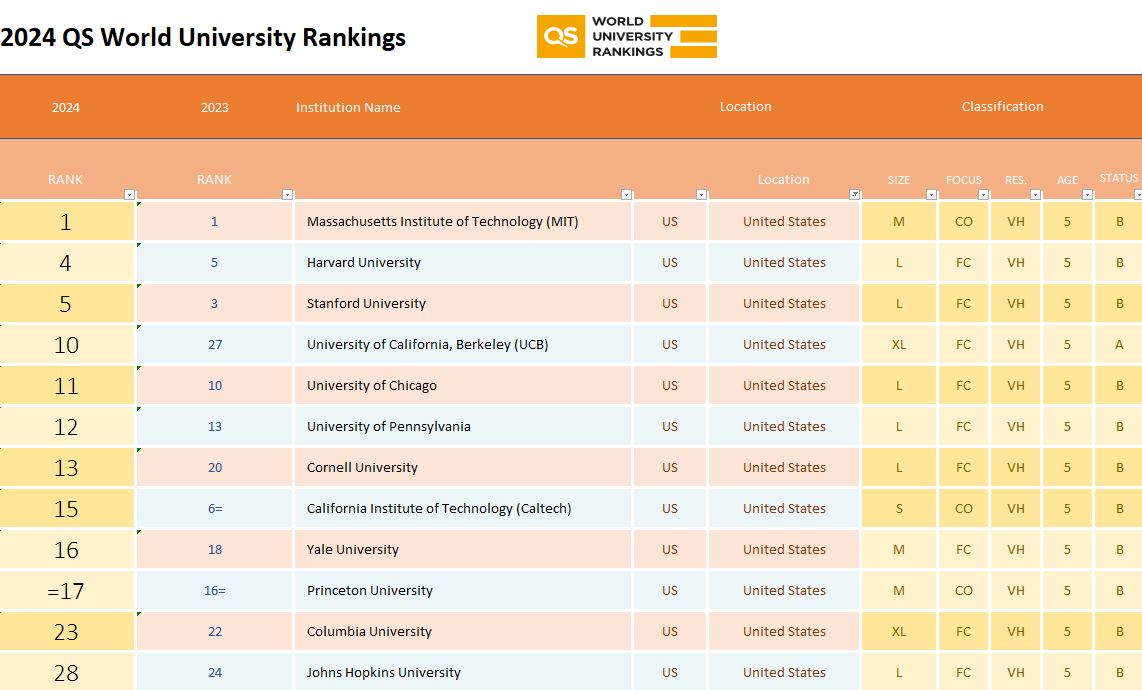 2024 QS World University Rankings
QS WORLD UNIVERSITY RANKINGS
2024 2023 Institution Name Location Classification
RANK RANK Location SIZE FOCUS RES. AGE STATUS
1 1 Massachusetts Institute of Technology (MIT) US United States M CO VH 5 B
4 5 Harvard University US United States L FC VH 5 B
5 3 Stanford University US United States L FC VH 5 B
10 27 University of California, Berkeley (UCB) US United States XL FC VH 5 A
11 10 University of Chicago US United States L FC VH 5 B
12 13 University of Pennsylvania US United States L FC VH 5 B
13 20 Cornell University US United States L FC VH 5 B
15 6= California Institute of Technology (Caltech) US United States S CO VH 5 B
16 18 Yale University US United States M FC VH 5 B
=17 16= Princeton University US United States M CO VH 5 B
23 22 Columbia University US United States XL FC VH 5 B
28 24 Johns Hopkins University US United States L FC VH 5 B